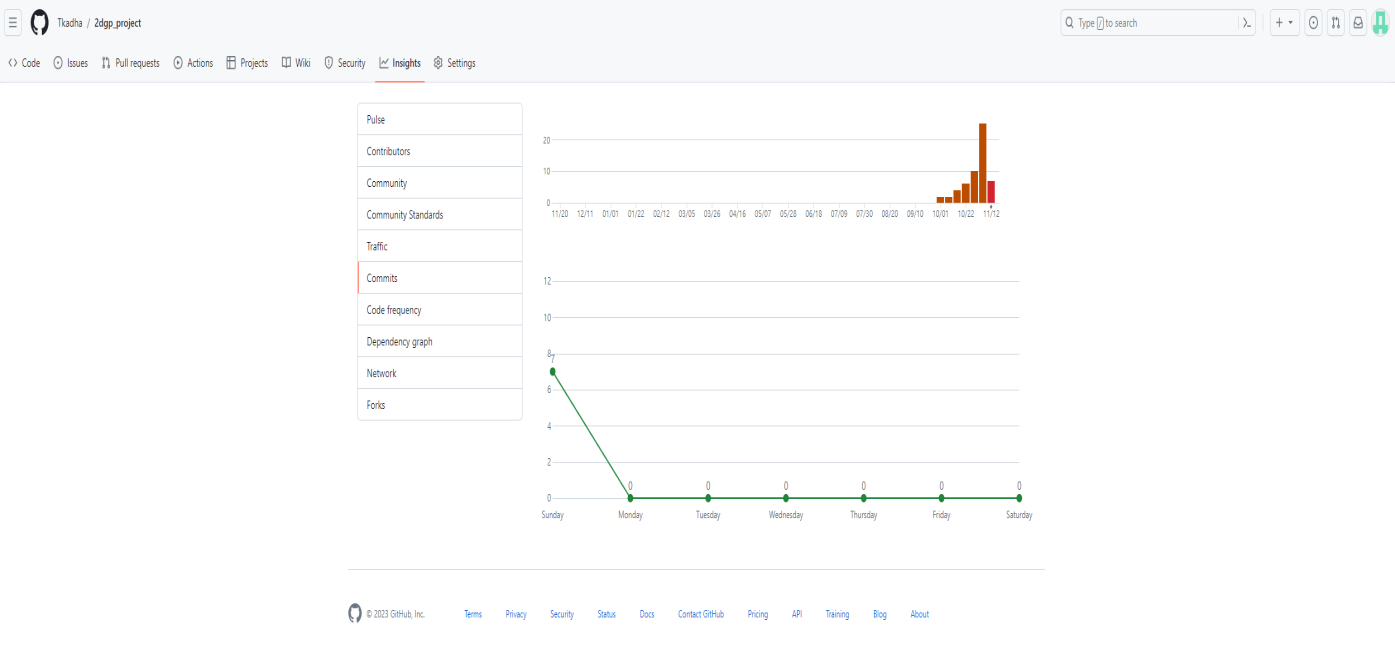 Tkadha / 2dgp_project
Type / to search
Code Issues Pull requests Actions Projects Wiki Security Insights Settings
Pulse
Contributors
Community
Community Standards
Traffic
Commits
Code frequency
Dependency graph
Network
Forks
20
10
0
11/20 12/11 01/01 01/22 02/12 03/05 03/26 04/16 05/07 05/28 06/18 07/09 07/30 08/20 09/10 10/01 10/22 11/12
12
10
8
7
6
4
2
0 0 0 0 0 0
0
Sunday Monday Tuesday Wednesday Thursday Friday Saturday
© 2023 GitHub, Inc. Terms Privacy Security Status Docs Contact GitHub Pricing API Training Blog About